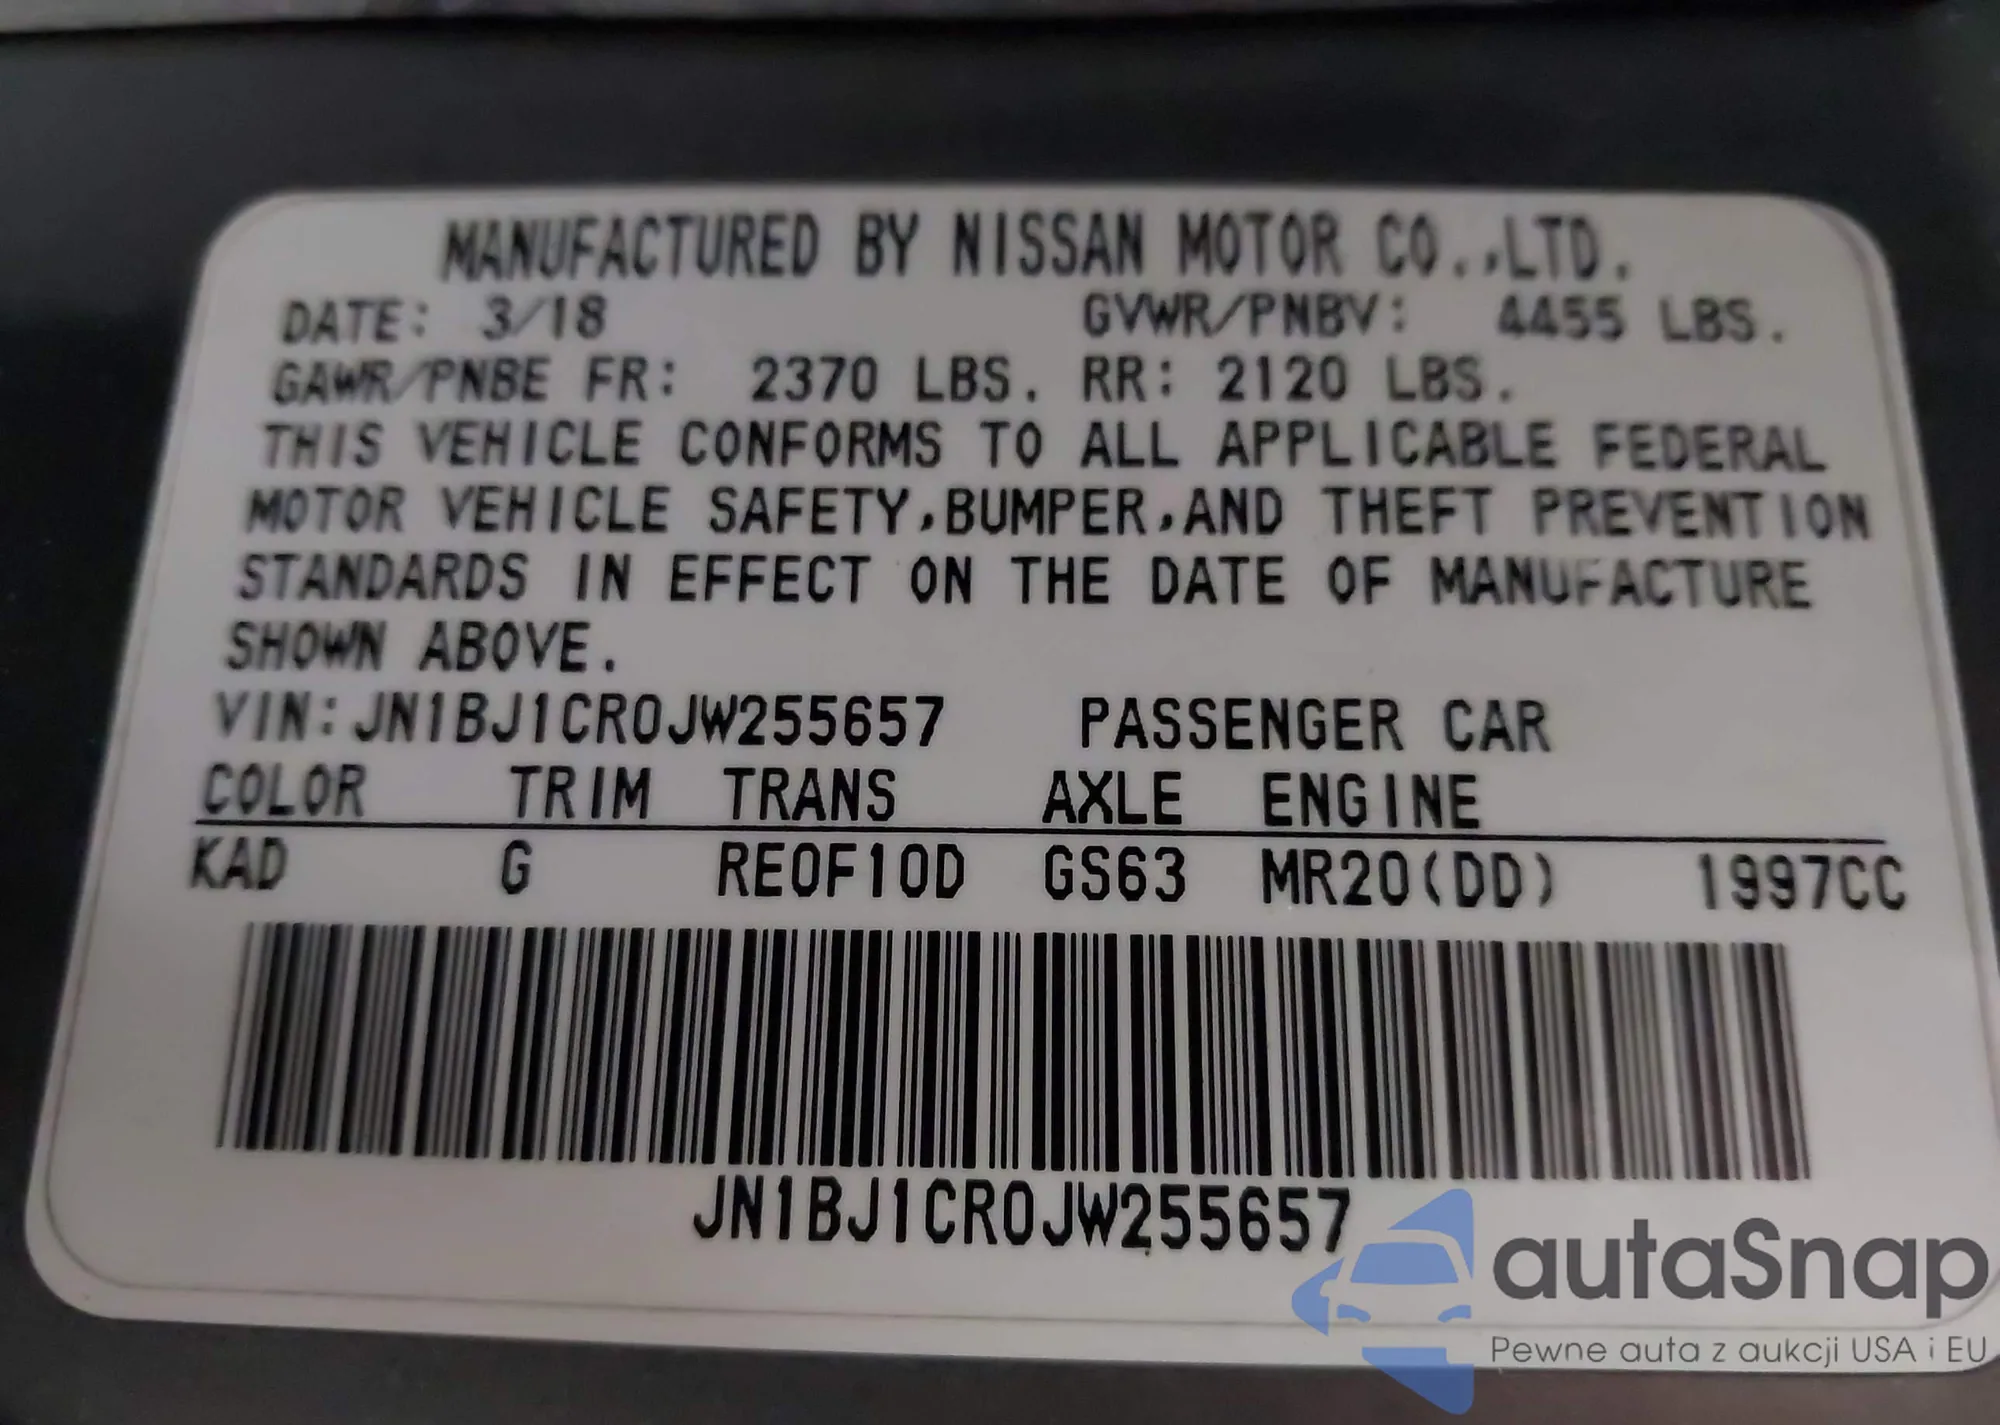 MANUFACTURED BY NISSAN MOTOR CO.,LTD.
DATE: 3/18 GVWR/PNBV: 4455 LBS.
GAWR/PNBE FR: 2370 LBS. RR: 2120 LBS.
THIS VEHICLE CONFORMS TO ALL APPLICABLE FEDERAL
MOTOR VEHICLE SAFETY,BUMPER,AND THEFT PREVENTION
STANDARDS IN EFFECT ON THE DATE OF MANUFACTURE
SHOWN ABOVE.
VIN:JN1BJ1CR0JW255657 PASSENGER CAR
COLOR TRIM TRANS AXLE ENGINE
KAD G RE0F10D GS63 MR20(DD) 1997CC
JN1BJ1CR0JW255657
autaSnap
Pewne auta z aukcji USA i EU